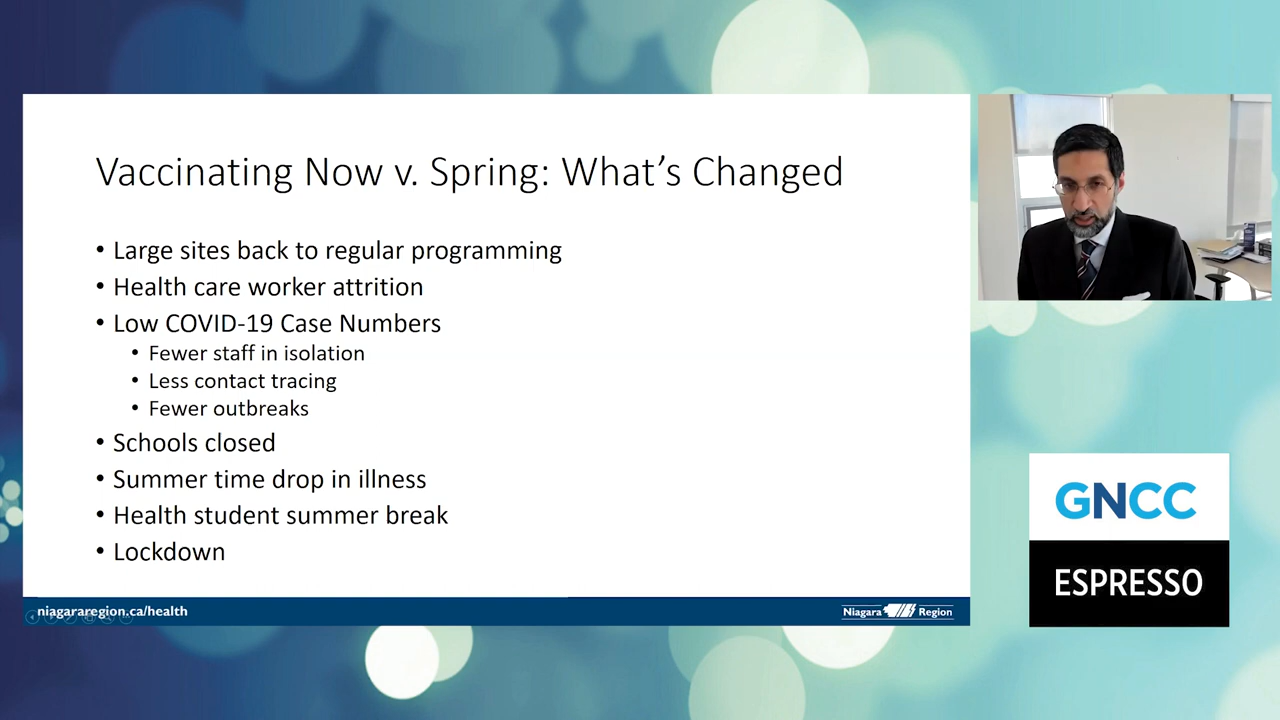 Vaccinating Now v. Spring: What's Changed
• Large sites back to regular programming
• Health care worker attrition
• Low COVID-19 Case Numbers
• Fewer staff in isolation
• Less contact tracing
• Fewer outbreaks
• Schools closed
• Summer time drop in illness
• Health student summer break
• Lockdown
niagararegion.ca/health
Niagara Region
GNCC
ESPRESSO